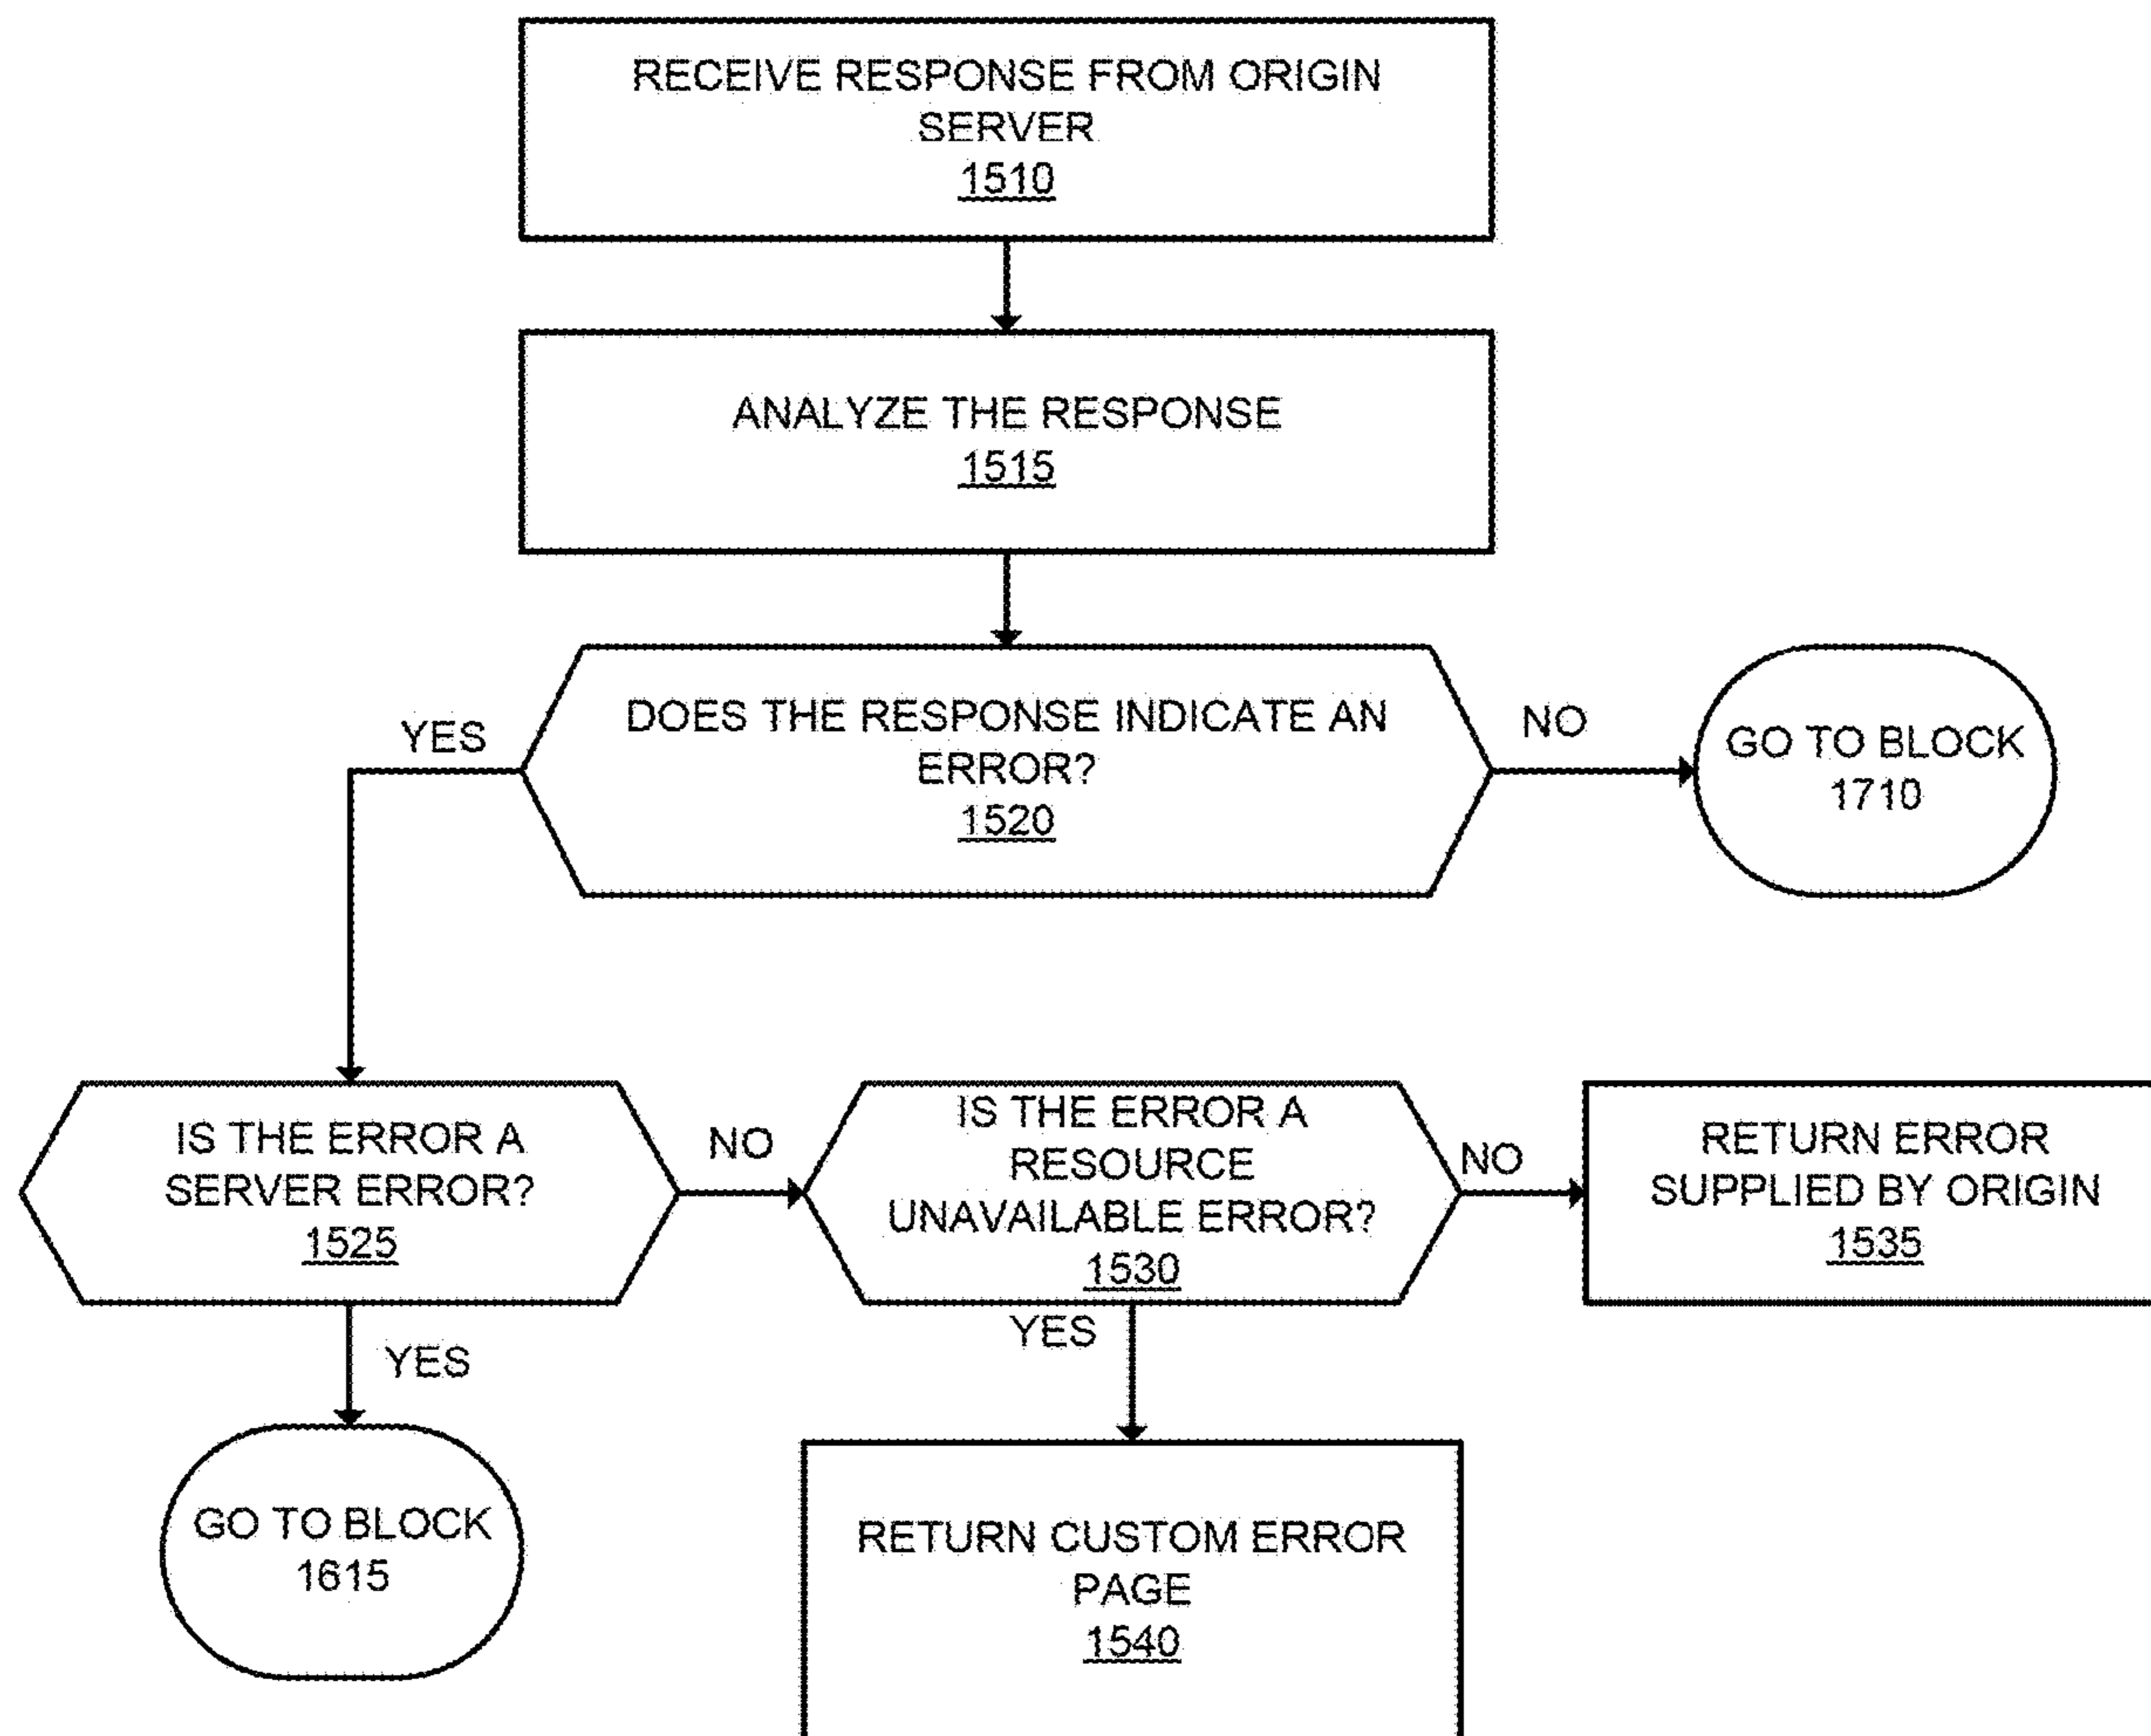 RECEIVE RESPONSE FROM ORIGIN
SERVER
1510
ANALYZE THE RESPONSE
1515
DOES THE RESPONSE INDICATE AN
ERROR?
1520
YES
NO
GO TO BLOCK
1710
IS THE ERROR A
SERVER ERROR?
1525
NO
IS THE ERROR A
RESOURCE
UNAVAILABLE ERROR?
1530
NO
RETURN ERROR
SUPPLIED BY ORIGIN
1535
YES
YES
GO TO BLOCK
1615
RETURN CUSTOM ERROR
PAGE
1540